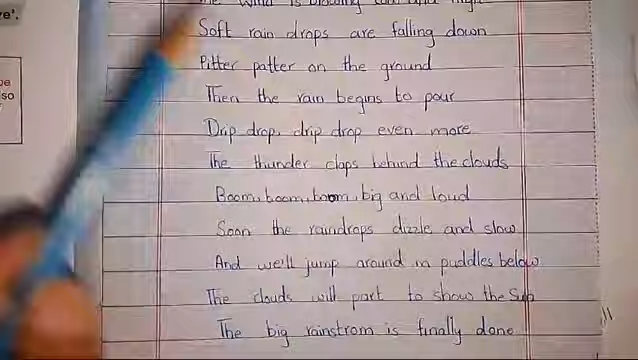 wind is blowing
Soft rain drops are falling down
Pitter patter on the ground
Then the rain begins to pour
Drip drop, drip drop even more
The thunder claps behind the clouds
Boom, boom, boom, big and loud
Soon the raindrops dizzle and slow
And we'll jump around in puddles below
The clouds will part to show the Sun
The big rainstrom is finally done